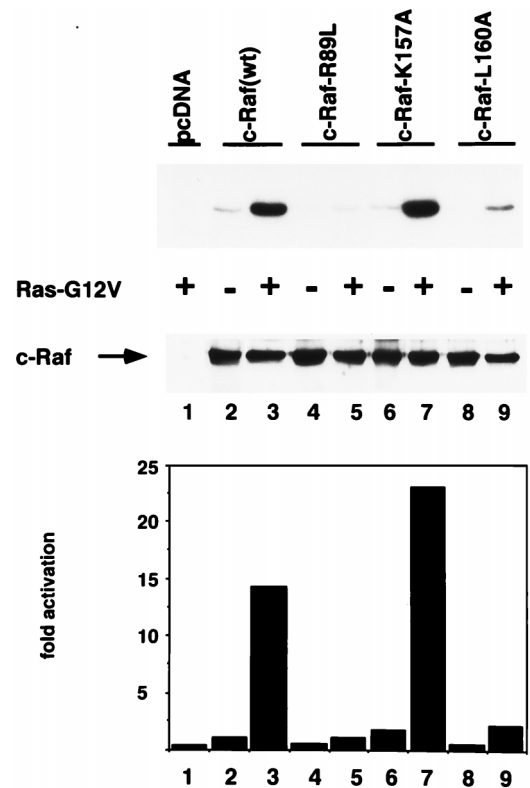 pcDNA c-Raf(wt) c-Raf-R89L c-Raf-K157A c-Raf-L160A
Ras-G12V + - + - + - + - +
c-Raf
1 2 3 4 5 6 7 8 9
25
20
15
10
5
fold activation
1 2 3 4 5 6 7 8 9